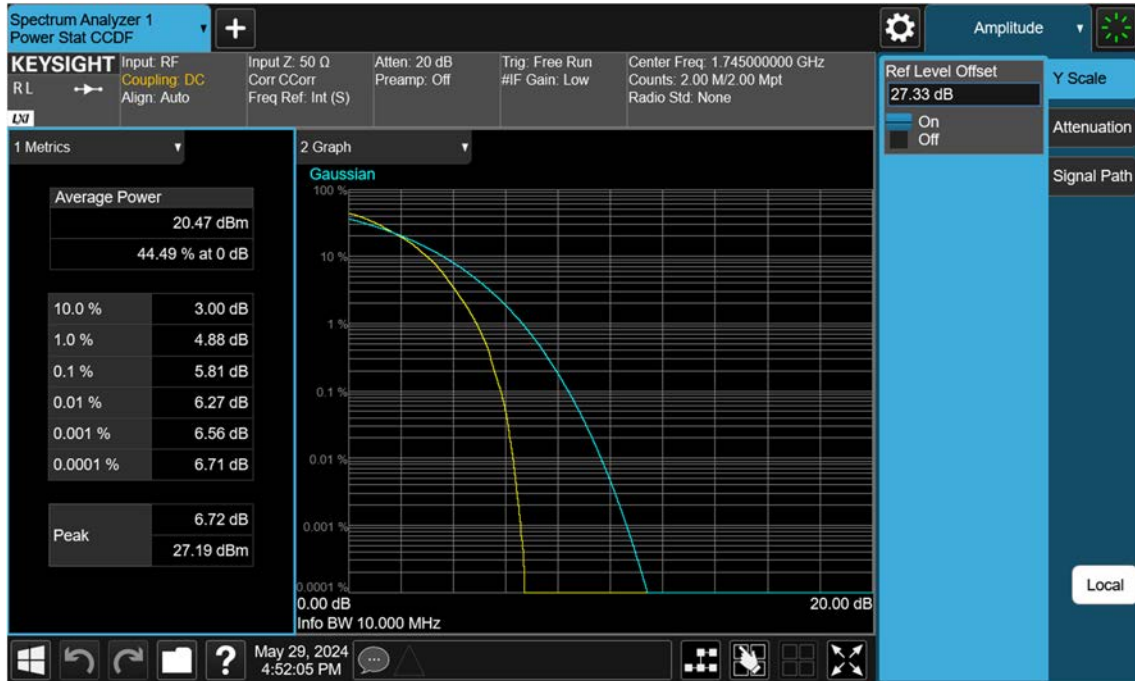 Spectrum Analyzer 1
Power Stat CCDF
Amplitude
KEYSIGHT
R L
LXI
Input: RF
Coupling: DC
Align: Auto
Input Z: 50 Ω
Corr CCorr
Freq Ref: Int (S)
Atten: 20 dB
Preamp: Off
Trig: Free Run
#IF Gain: Low
Center Freq: 1.745000000 GHz
Counts: 2.00 M/2.00 Mpt
Radio Std: None
Ref Level Offset
27.33 dB
On
Off
Y Scale
Attenuation
Signal Path
1 Metrics
Average Power
20.47 dBm
44.49 % at 0 dB
10.0 % 3.00 dB
1.0 % 4.88 dB
0.1 % 5.81 dB
0.01 % 6.27 dB
0.001 % 6.56 dB
0.0001 % 6.71 dB
Peak
6.72 dB
27.19 dBm
2 Graph
Gaussian
100 %
10 %
1 %
0.1 %
0.01 %
0.001 %
0.0001 %
0.00 dB 20.00 dB
Info BW 10.000 MHz
Local
?
May 29, 2024
4:52:05 PM